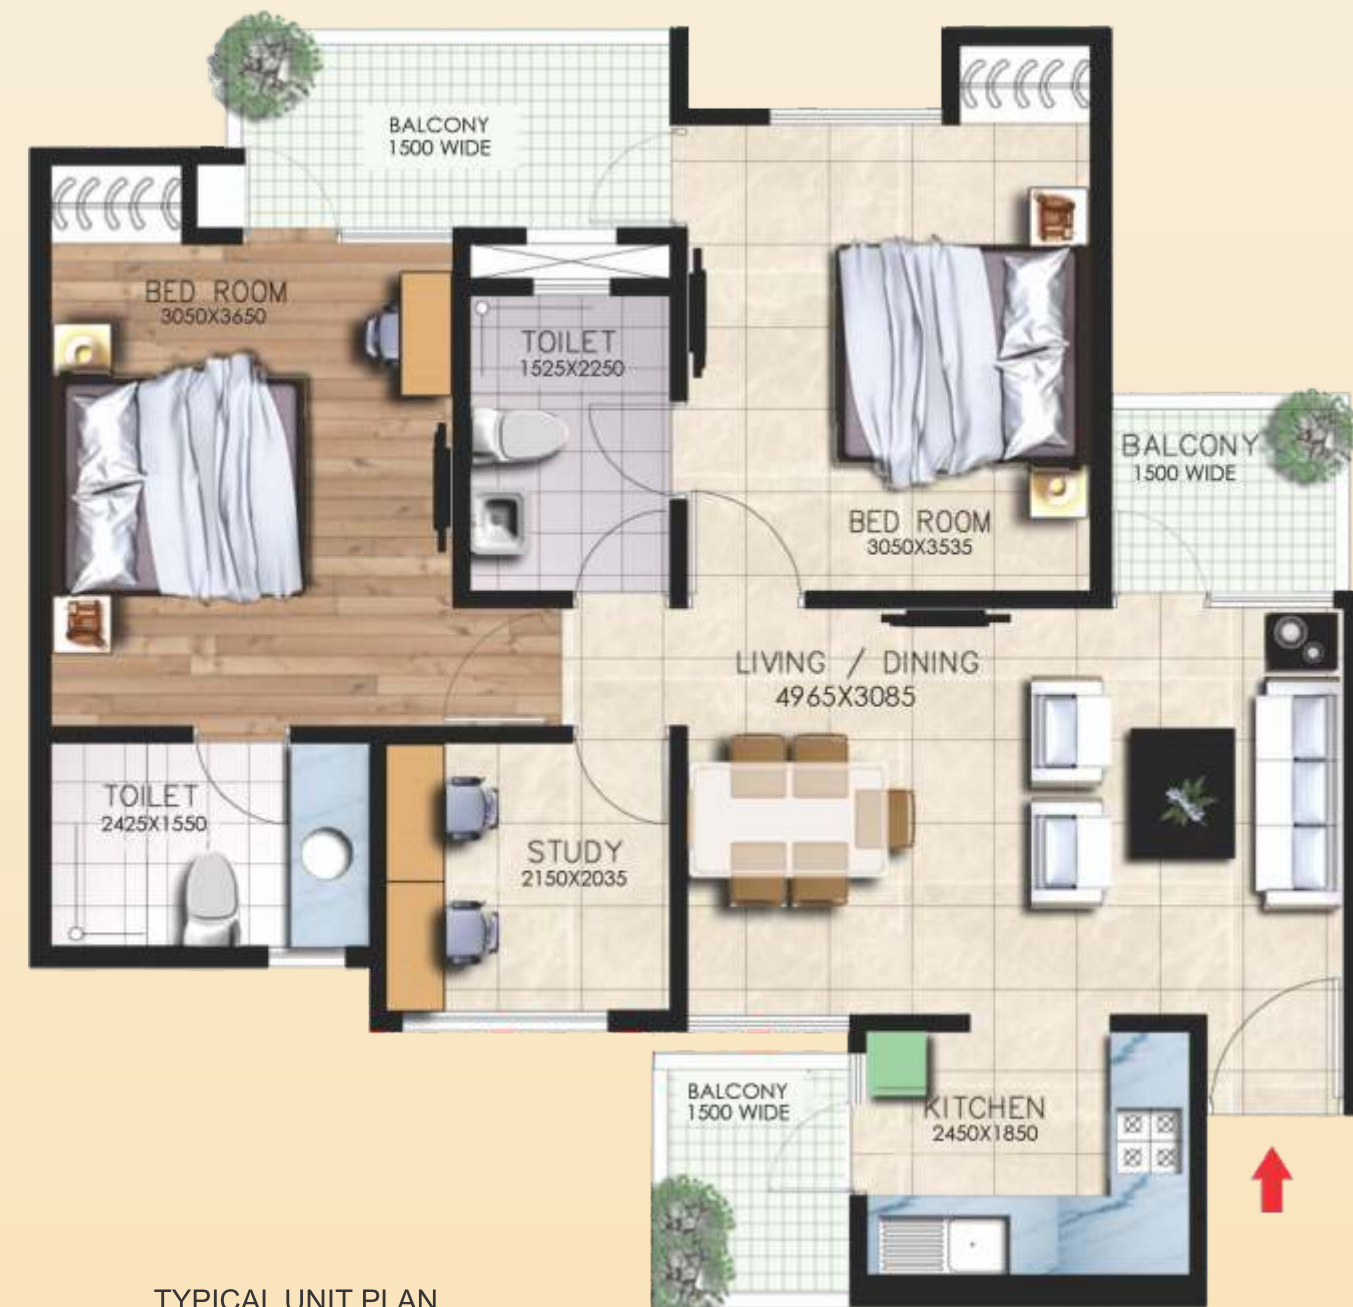 BALCONY
1500 WIDE
BED ROOM
3050X3650
TOILET
1525X2250
BALCONY
1500 WIDE
BED ROOM
3050X3535
LIVING / DINING
4965X3085
TOILET
2425X1550
STUDY
2150X2035
BALCONY
1500 WIDE
KITCHEN
2450X1850
TYPICAL UNIT PLAN